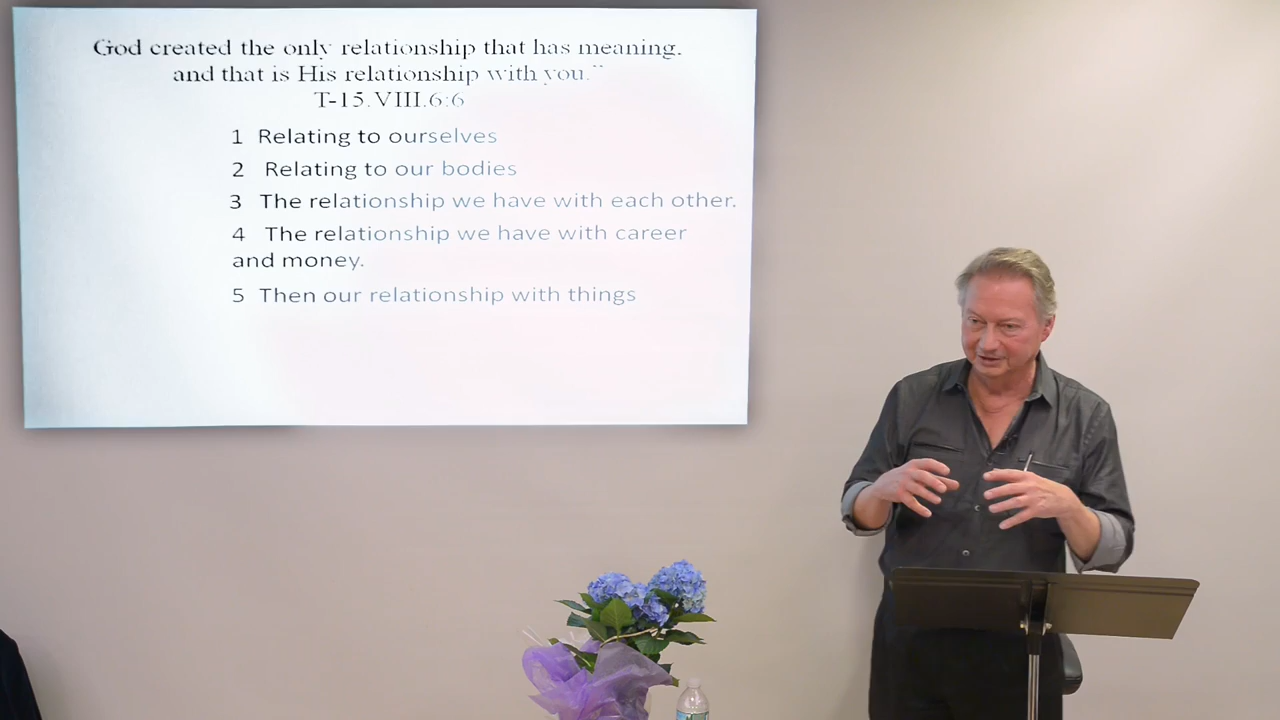 God created the only relationship that has meaning,
and that is His relationship with you."
T-15.VIII.6:6
1 Relating to ourselves
2 Relating to our bodies
3 The relationship we have with each other.
4 The relationship we have with career
and money.
5 Then our relationship with things